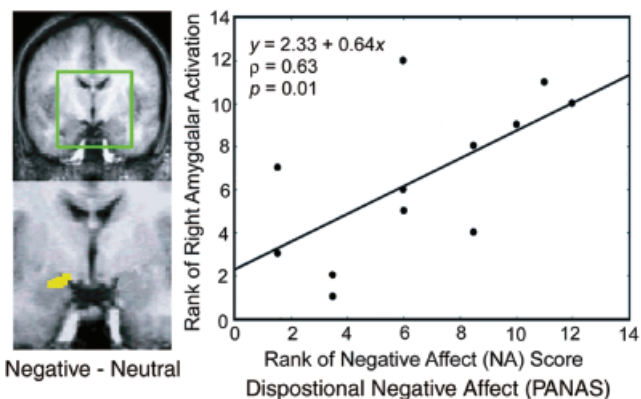 y = 2.33 + 0.64x
ρ = 0.63
p = 0.01
Rank of Right Amygdalar Activation
14
12
10
8
6
4
2
0
0 2 4 6 8 10 12 14
Rank of Negative Affect (NA) Score
Dispostional Negative Affect (PANAS)
Negative - Neutral